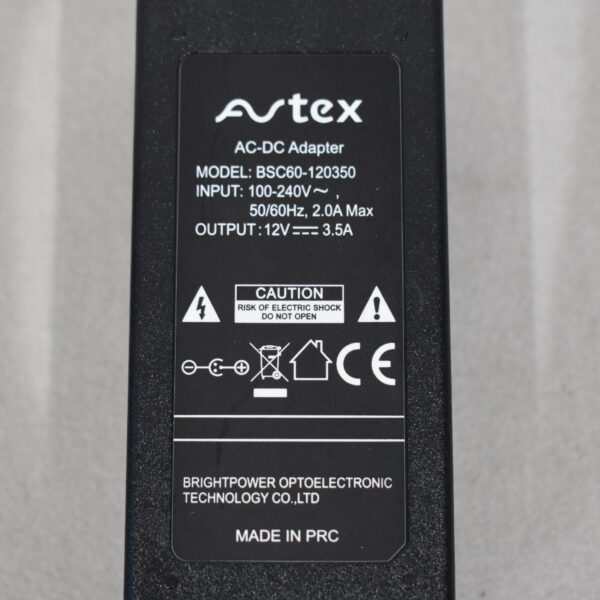 Avtex
AC-DC Adapter
MODEL: BSC60-120350
INPUT: 100-240V～ ,
50/60Hz, 2.0A Max
OUTPUT: 12V⎓ 3.5A
CAUTION
RISK OF ELECTRIC SHOCK
DO NOT OPEN
CE
BRIGHTPOWER OPTOELECTRONIC
TECHNOLOGY CO.,LTD
MADE IN PRC